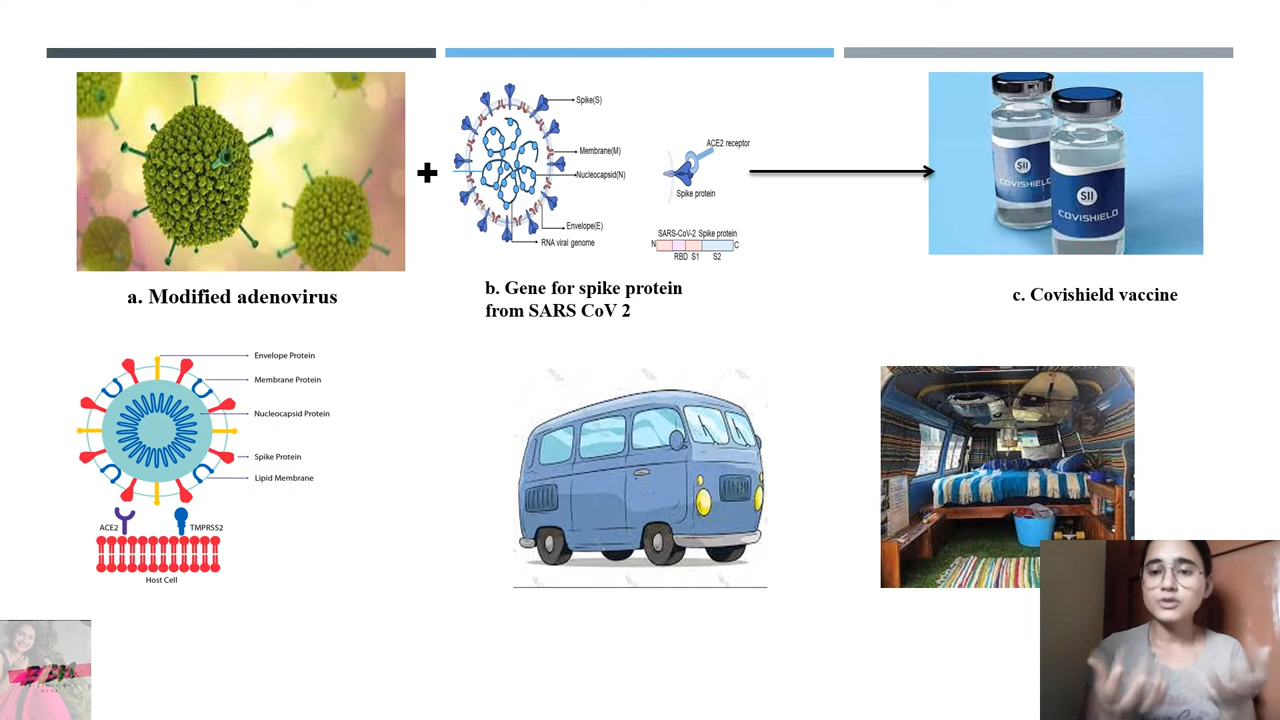 Spike(S)
Membrane(M)
Nucleocapsid(N)
Envelope(E)
RNA viral genome
ACE2 receptor
Spike protein
SARS-CoV-2 Spike protein
N
C
RBD S1 S2
SII
COVISHIELD
SII
COVISHIELD
a. Modified adenovirus
b. Gene for spike protein
from SARS CoV 2
c. Covishield vaccine
Envelope Protein
Membrane Protein
Nucleocapsid Protein
Spike Protein
Lipid Membrane
ACE2
TMPRSS2
Host Cell